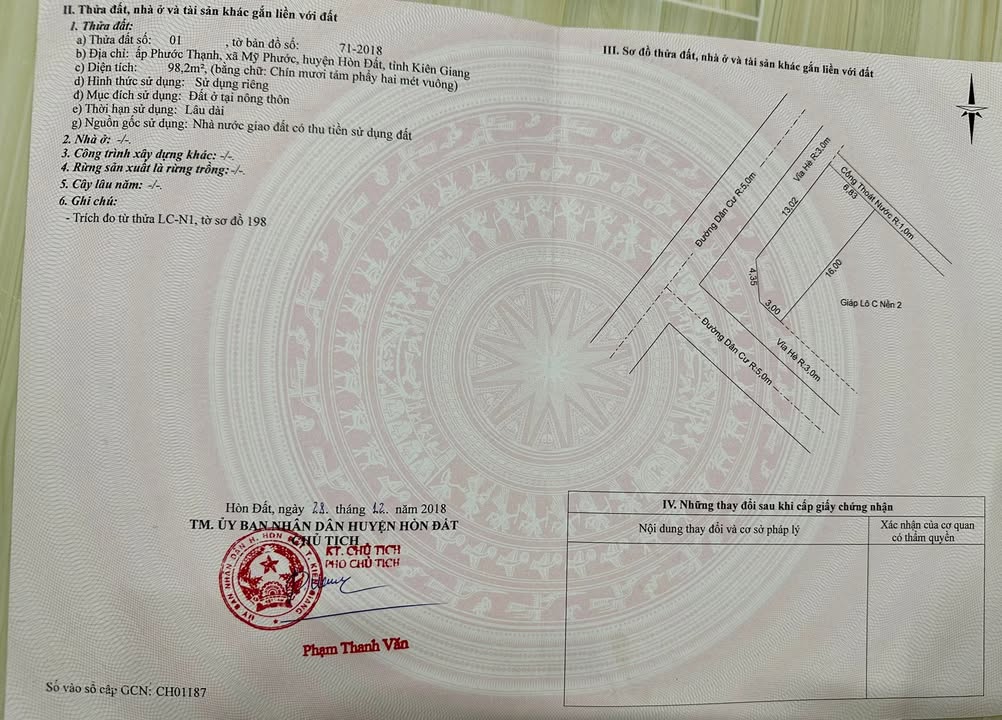 II. Thửa đất, nhà ở và tài sản khác gắn liền với đất
1. Thửa đất:
a) Thửa đất số: 01 , tờ bản đồ số: 71-2018
b) Địa chỉ: ấp Phước Thạnh, xã Mỹ Phước, huyện Hòn Đất, tỉnh Kiên Giang
c) Diện tích: 98,2m², (bằng chữ: Chín mươi tám phẩy hai mét vuông)
d) Hình thức sử dụng: Sử dụng riêng
đ) Mục đích sử dụng: Đất ở tại nông thôn
e) Thời hạn sử dụng: Lâu dài
g) Nguồn gốc sử dụng: Nhà nước giao đất có thu tiền sử dụng đất
2. Nhà ở: -/-.
3. Công trình xây dựng khác: -/-.
4. Rừng sản xuất là rừng trồng: -/-.
5. Cây lâu năm: -/-.
6. Ghi chú:
- Trích đo từ thửa LC-N1, tờ sơ đồ 198
III. Sơ đồ thửa đất, nhà ở và tài sản khác gắn liền với đất
Đường Dân Cư R:5,0m
Vỉa Hè R:3,0m
Cống Thoát Nước R:1,0m
6,83
13,02
4,35
3,00
16,00
Giáp Lô C Nền 2
Đường Dân Cư R:5,0m
Vỉa Hè R:3,0m
Hòn Đất, ngày 28 tháng 12 năm 2018
TM. ỦY BAN NHÂN DÂN HUYỆN HÒN ĐẤT
CHỦ TỊCH
KT. CHỦ TỊCH
PHÓ CHỦ TỊCH
ỦY BAN NHÂN DÂN H. HÒN ĐẤT T. KIÊN GIANG
Phạm Thanh Văn
Số vào sổ cấp GCN: CH01187
IV. Những thay đổi sau khi cấp giấy chứng nhận
Nội dung thay đổi và cơ sở pháp lý
Xác nhận của cơ quan
có thẩm quyền